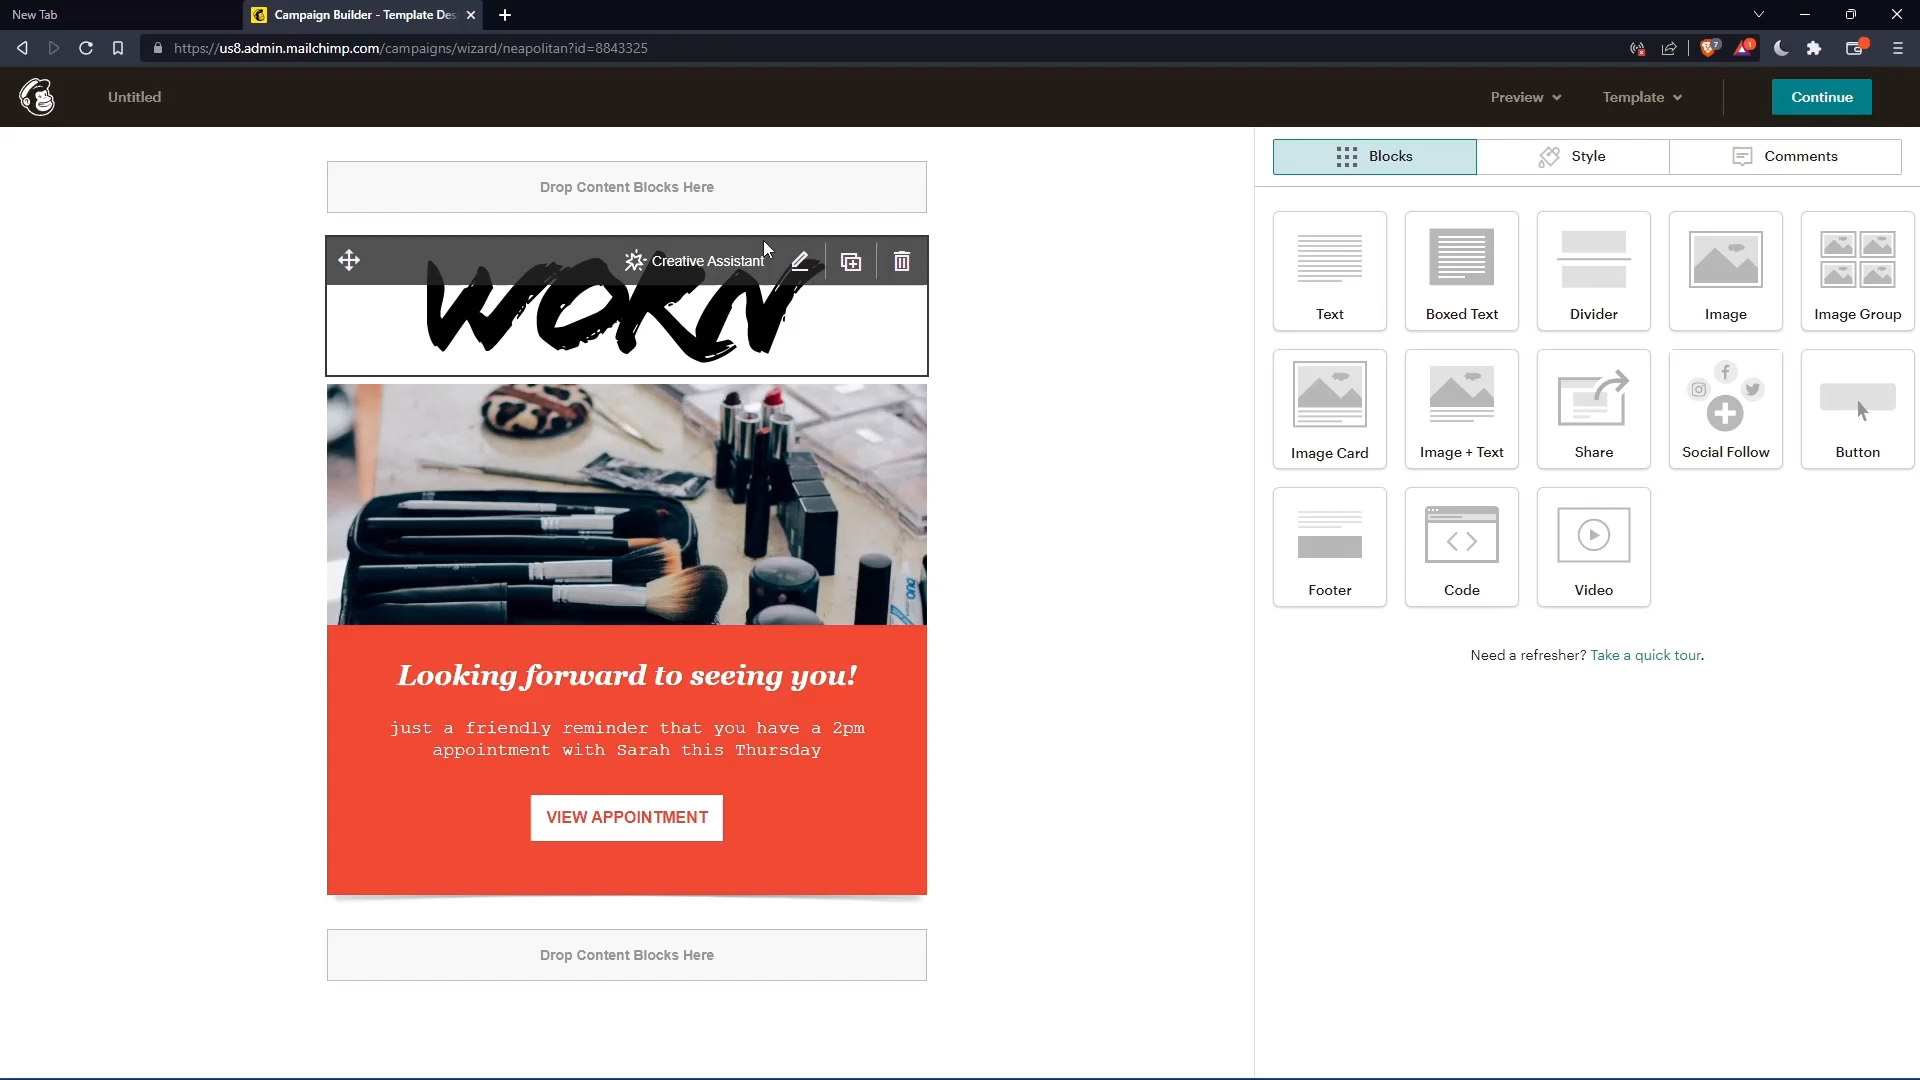 New Tab
Campaign Builder - Template Des
https://us8.admin.mailchimp.com/campaigns/wizard/neapolitan?id=8843325
7
1
Untitled
Preview
Template
Continue
Blocks
Style
Comments
Drop Content Blocks Here
Creative Assistant
WORN
Looking forward to seeing you!
just a friendly reminder that you have a 2pm
appointment with Sarah this Thursday
VIEW APPOINTMENT
Drop Content Blocks Here
Text
Boxed Text
Divider
Image
Image Group
Image Card
Image + Text
Share
Social Follow
Button
Footer
Code
Video
Need a refresher? Take a quick tour.